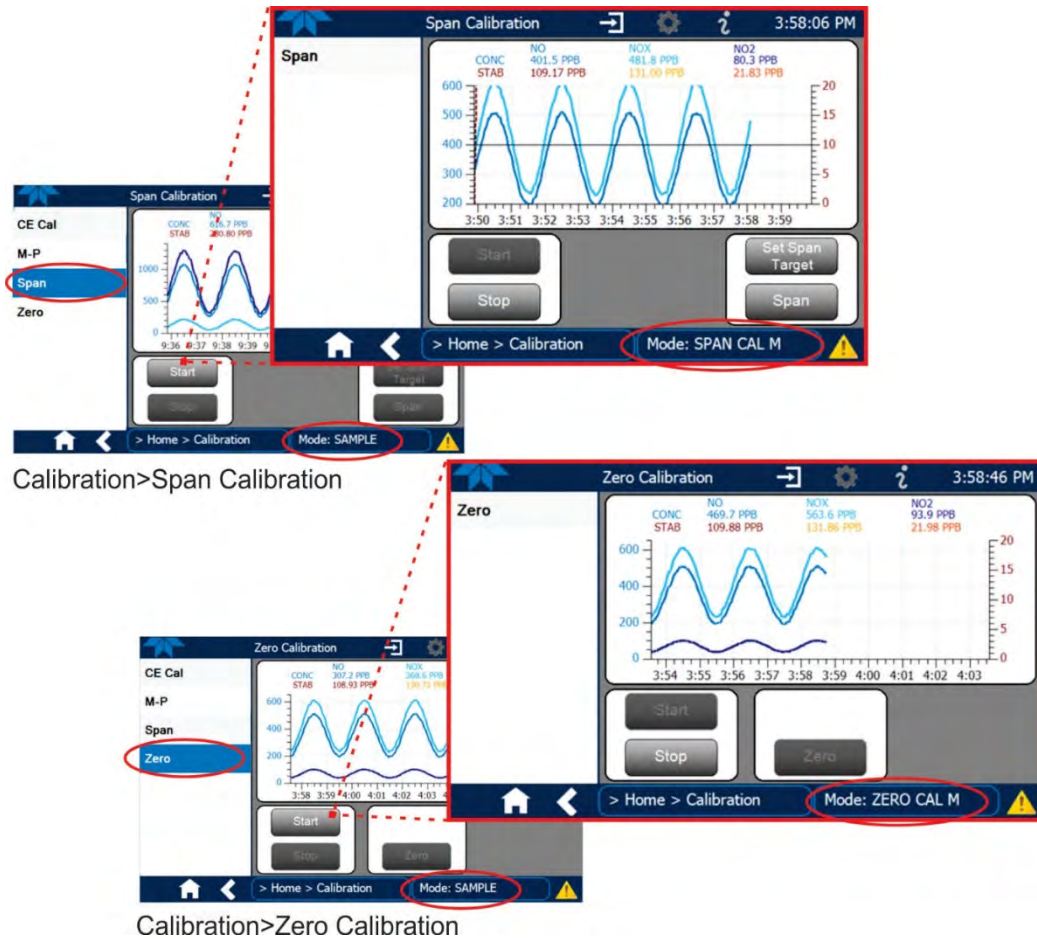 Span Calibration 3:58:06 PM
Span
NO NOX NO2
CONC 401.5 PPB 481.8 PPB 80.3 PPB
STAB 109.17 PPB 131.00 PPB 21.83 PPB
600 20
500 15
400 10
300 5
200 0
3:50 3:51 3:52 3:53 3:54 3:55 3:56 3:57 3:58 3:59
Start
Set Span
Target
Stop
Span
> Home > Calibration
Mode: SPAN CAL M
Span Calibration
CE Cal
M-P
Span
Zero
NO
CONC 616.7 PPB
STAB
1000
500
0
9:36 9:37 9:38 9:39
Start
Target
Stop
Span
> Home > Calibration
Mode: SAMPLE
Calibration>Span Calibration
Zero Calibration 3:58:46 PM
Zero
NO NOX NO2
CONC 469.7 PPB 563.6 PPB 93.9 PPB
STAB 109.88 PPB 131.86 PPB 21.98 PPB
600 20
15
400 10
200 5
0 0
3:54 3:55 3:56 3:57 3:58 3:59 4:00 4:01 4:02 4:03
Start
Stop
Zero
> Home > Calibration
Mode: ZERO CAL M
Zero Calibration
CE Cal
M-P
Span
Zero
NO NOX
CONC 307.2 PPB 368.6 PPB
STAB 108.93 PPB
600
400
200
0
3:58 3:59 4:00 4:01 4:02 4:03
Start
Stop
Zero
> Home > Calibration
Mode: SAMPLE
Calibration>Zero Calibration